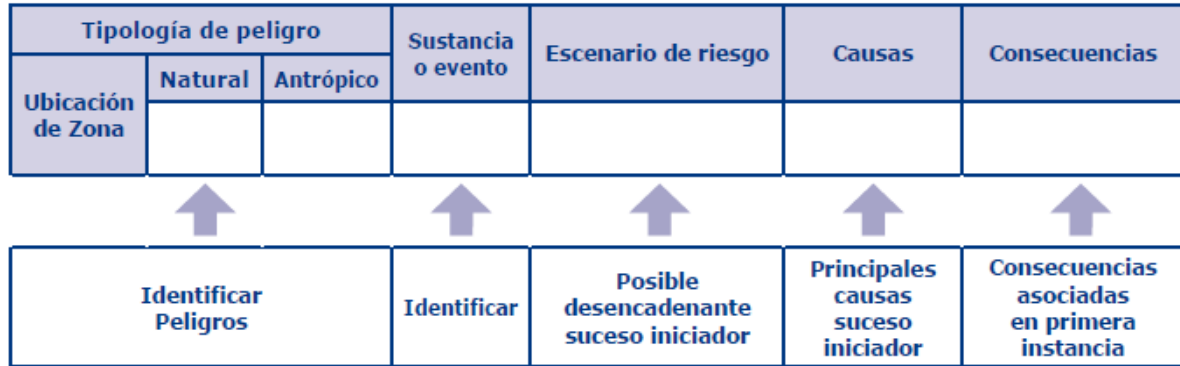 Tipología de peligro
Sustancia
o evento
Escenario de riesgo
Causas
Consecuencias
Ubicación
de Zona
Natural
Antrópico
Identificar
Peligros
Identificar
Posible
desencadenante
suceso iniciador
Principales
causas
suceso
iniciador
Consecuencias
asociadas
en primera
instancia